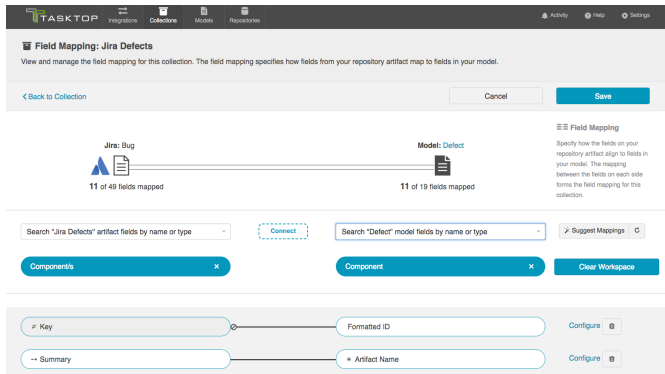 TASKTOP
Integrations
Collections
Models
Repositories
Activity
Help
Settings
Field Mapping: Jira Defects
View and manage the field mapping for this collection. The field mapping specifies how fields from your repository artifact map to fields in your model.
Back to Collection
Cancel
Save
Jira: Bug
11 of 49 fields mapped
Model: Defect
11 of 19 fields mapped
Field Mapping
Specify how the fields on your
repository artifact align to fields in
your model. The mapping
between the fields on each side
forms the field mapping for this
collection.
Search "Jira Defects" artifact fields by name or type
Connect
Search "Defect" model fields by name or type
Suggest Mappings
Component/s
Component
Clear Workspace
Key
Formatted ID
Configure
Summary
Artifact Name
Configure